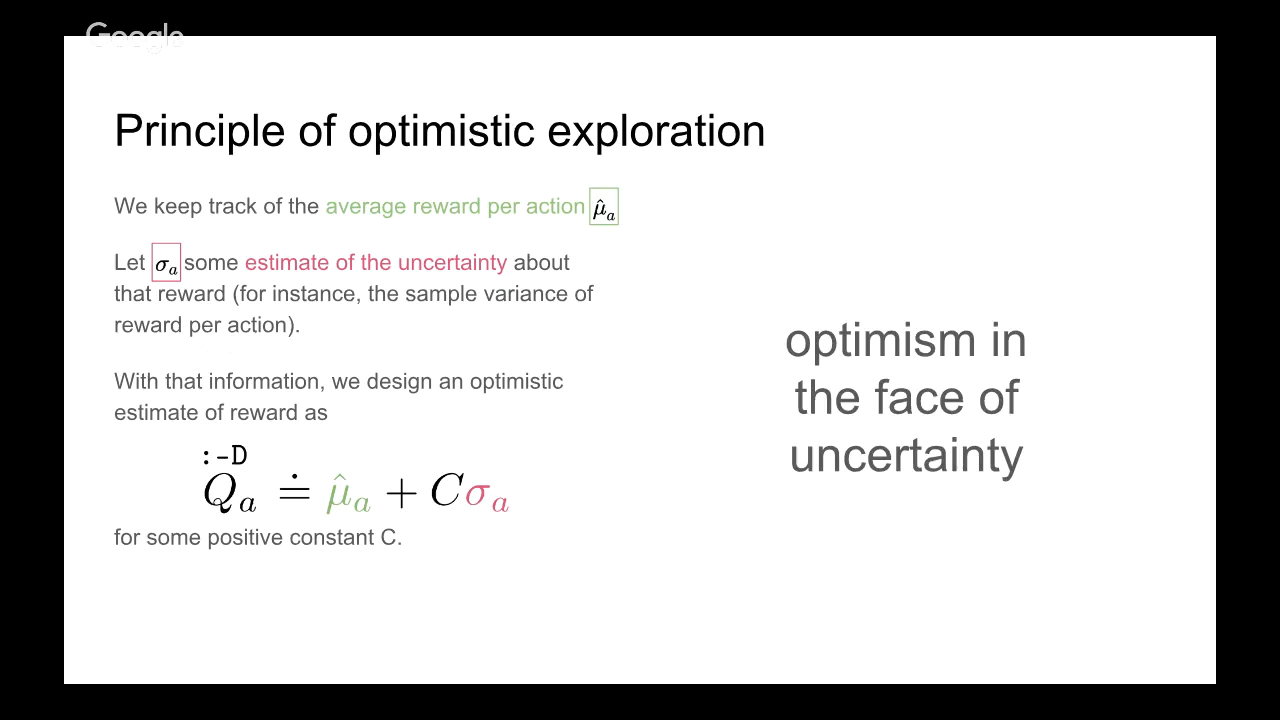 Google
Principle of optimistic exploration
We keep track of the average reward per action μ̂ₐ
Let σₐ some estimate of the uncertainty about
that reward (for instance, the sample variance of
reward per action).
With that information, we design an optimistic
estimate of reward as
:-D
Qₐ ≐ μ̂ₐ + Cσₐ
for some positive constant C.
optimism in
the face of
uncertainty